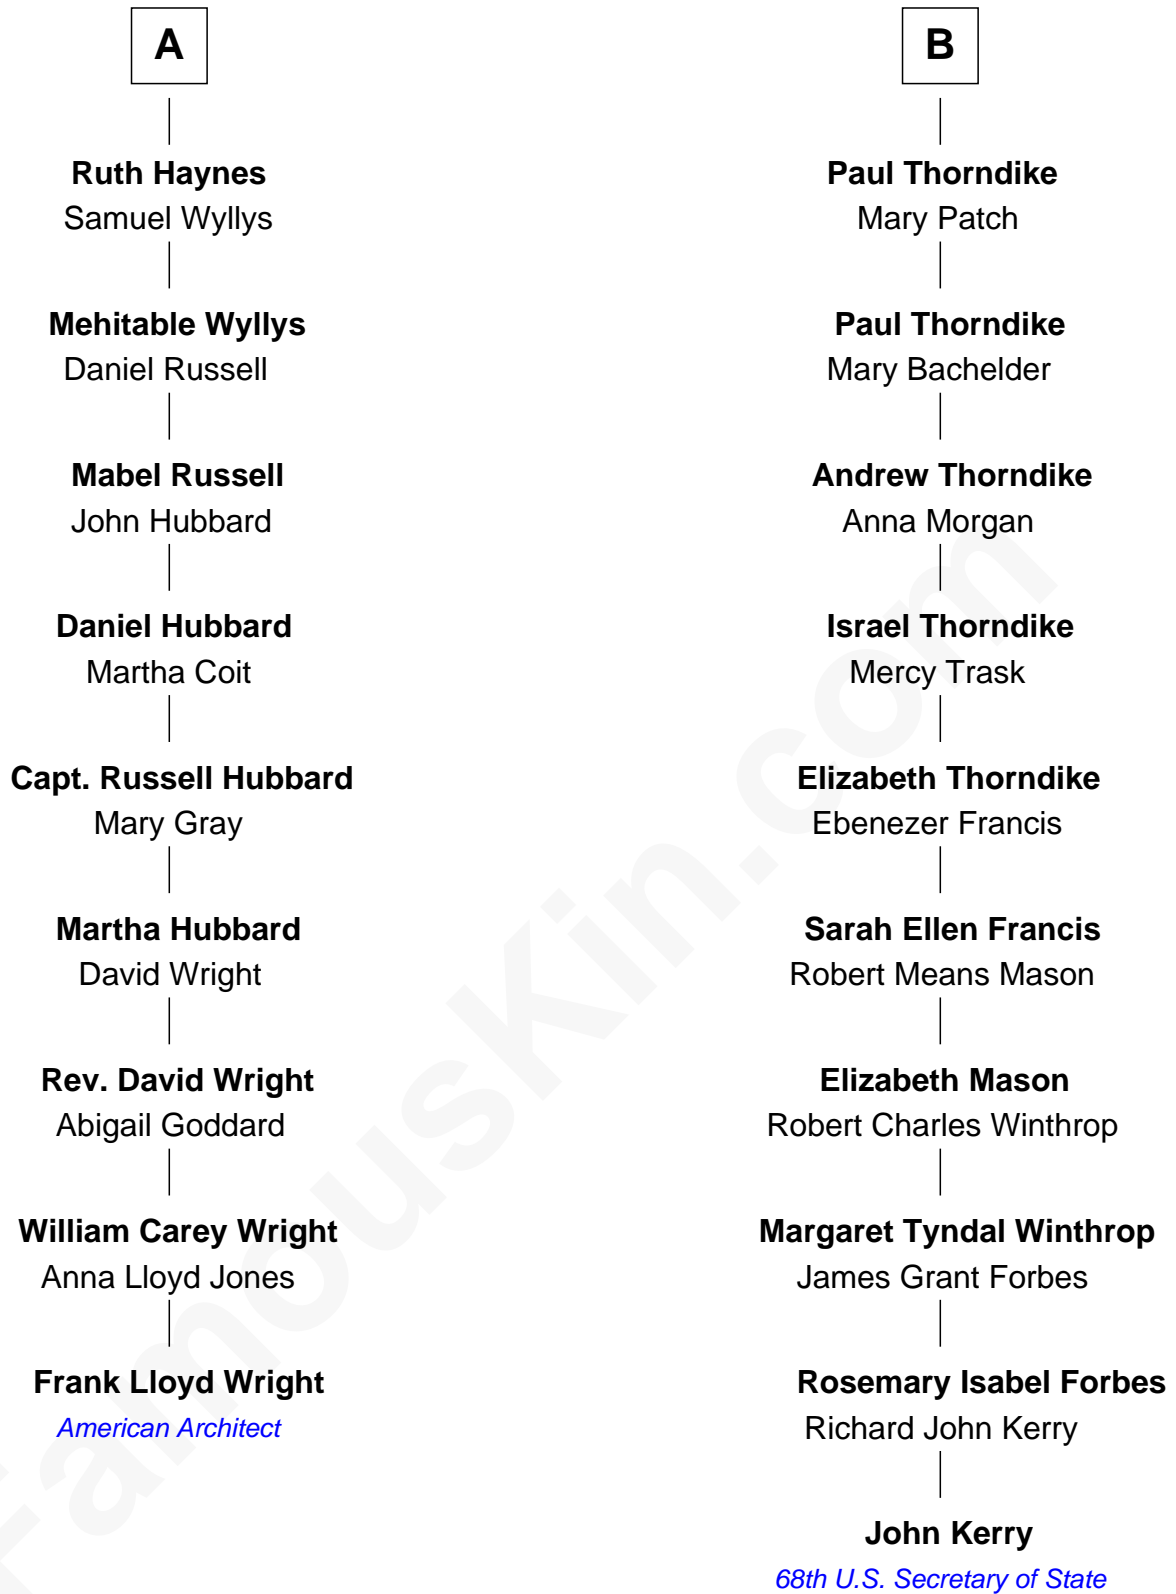 A
Ruth Haynes
Samuel Wyllys
Mehitable Wyllys
Daniel Russell
Mabel Russell
John Hubbard
Daniel Hubbard
Martha Coit
Capt. Russell Hubbard
Mary Gray
Martha Hubbard
David Wright
Rev. David Wright
Abigail Goddard
William Carey Wright
Anna Lloyd Jones
Frank Lloyd Wright
American Architect
B
Paul Thorndike
Mary Patch
Paul Thorndike
Mary Bachelder
Andrew Thorndike
Anna Morgan
Israel Thorndike
Mercy Trask
Elizabeth Thorndike
Ebenezer Francis
Sarah Ellen Francis
Robert Means Mason
Elizabeth Mason
Robert Charles Winthrop
Margaret Tyndal Winthrop
James Grant Forbes
Rosemary Isabel Forbes
Richard John Kerry
John Kerry
68th U.S. Secretary of State
FamousKin.com